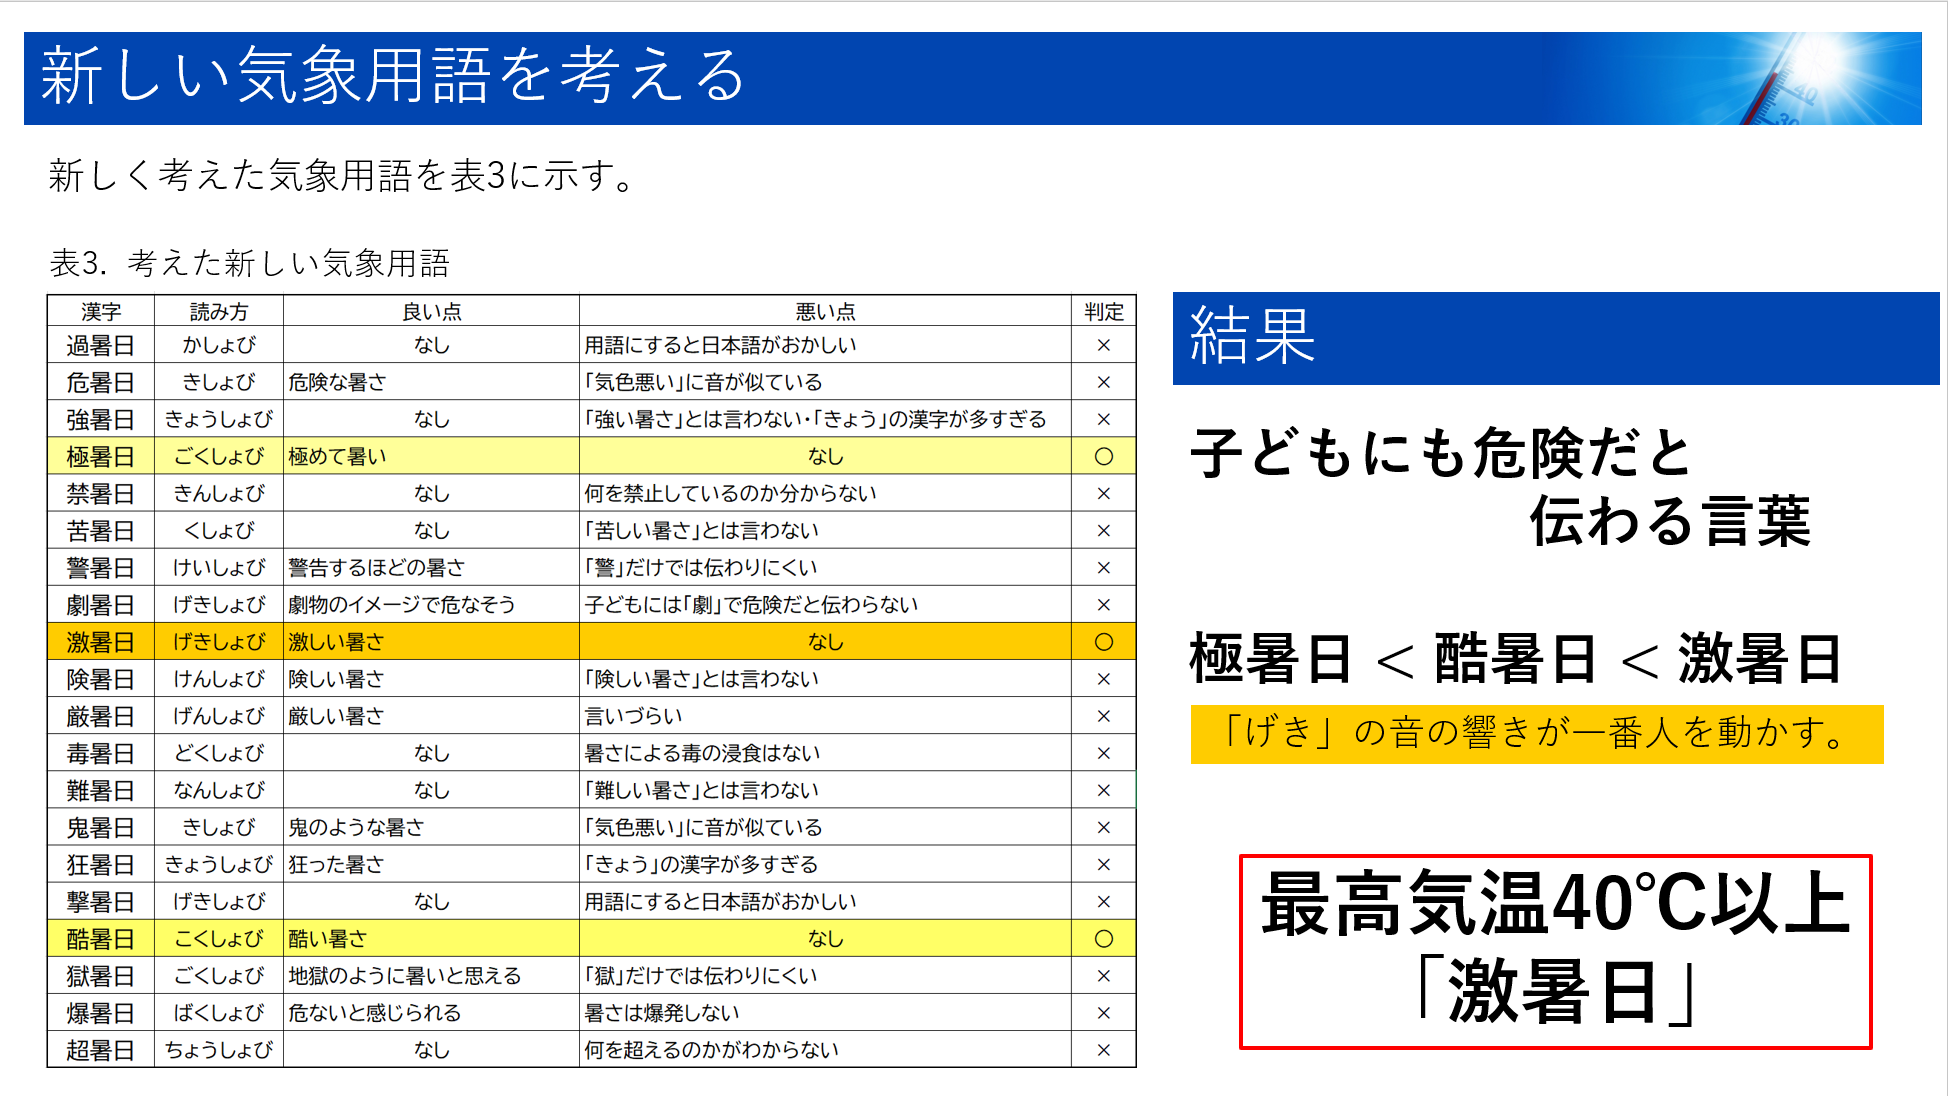 新しい気象用語を考える
40
30
新しく考えた気象用語を表3に示す。
表3. 考えた新しい気象用語
漢字 読み方 良い点 悪い点 判定
過暑日 かしょび なし 用語にすると日本語がおかしい ×
危暑日 きしょび 危険な暑さ 「気色悪い」に音が似ている ×
強暑日 きょうしょび なし 「強い暑さ」とは言わない・「きょう」の漢字が多すぎる ×
極暑日 ごくしょび 極めて暑い なし ○
禁暑日 きんしょび なし 何を禁止しているのか分からない ×
苦暑日 くしょび なし 「苦しい暑さ」とは言わない ×
警暑日 けいしょび 警告するほどの暑さ 「警」だけでは伝わりにくい ×
劇暑日 げきしょび 劇物のイメージで危なそう 子どもには「劇」で危険だと伝わらない ×
激暑日 げきしょび 激しい暑さ なし ○
険暑日 けんしょび 険しい暑さ 「険しい暑さ」とは言わない ×
厳暑日 げんしょび 厳しい暑さ 言いづらい ×
毒暑日 どくしょび なし 暑さによる毒の浸食はない ×
難暑日 なんしょび なし 「難しい暑さ」とは言わない ×
鬼暑日 きしょび 鬼のような暑さ 「気色悪い」に音が似ている ×
狂暑日 きょうしょび 狂った暑さ 「きょう」の漢字が多すぎる ×
撃暑日 げきしょび なし 用語にすると日本語がおかしい ×
酷暑日 こくしょび 酷い暑さ なし ○
獄暑日 ごくしょび 地獄のように暑いと思える 「獄」だけでは伝わりにくい ×
爆暑日 ばくしょび 危ないと感じられる 暑さは爆発しない ×
超暑日 ちょうしょび なし 何を超えるのかがわからない ×
結果
子どもにも危険だと
伝わる言葉
極暑日 < 酷暑日 < 激暑日
「げき」の音の響きが一番人を動かす。
最高気温40℃以上
「激暑日」